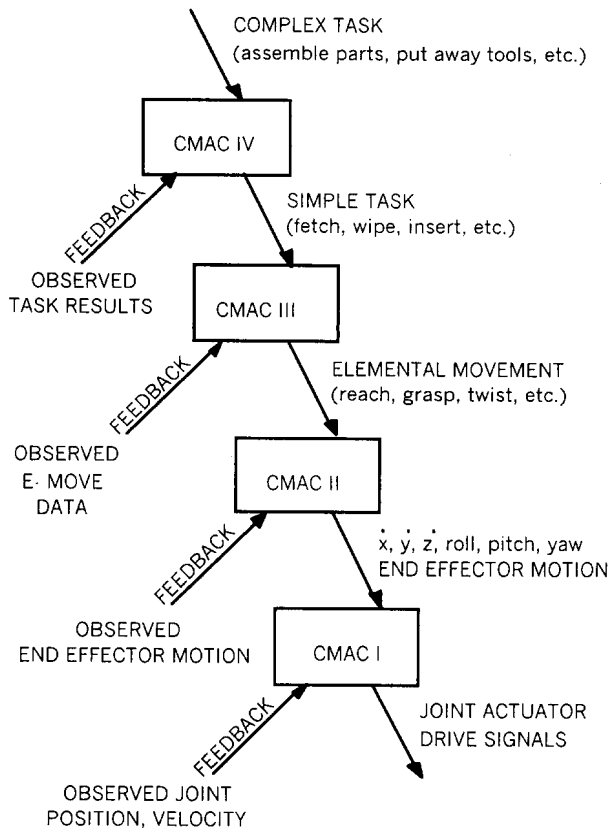 COMPLEX TASK
(assemble parts, put away tools, etc.)
CMAC IV
FEEDBACK
OBSERVED
TASK RESULTS
SIMPLE TASK
(fetch, wipe, insert, etc.)
CMAC III
FEEDBACK
OBSERVED
E· MOVE
DATA
ELEMENTAL MOVEMENT
(reach, grasp, twist, etc.)
CMAC II
FEEDBACK
OBSERVED
END EFFECTOR MOTION
ẋ, ẏ, ż, roll, pitch, yaw
END EFFECTOR MOTION
CMAC I
FEEDBACK
OBSERVED JOINT
POSITION, VELOCITY
JOINT ACTUATOR
DRIVE SIGNALS